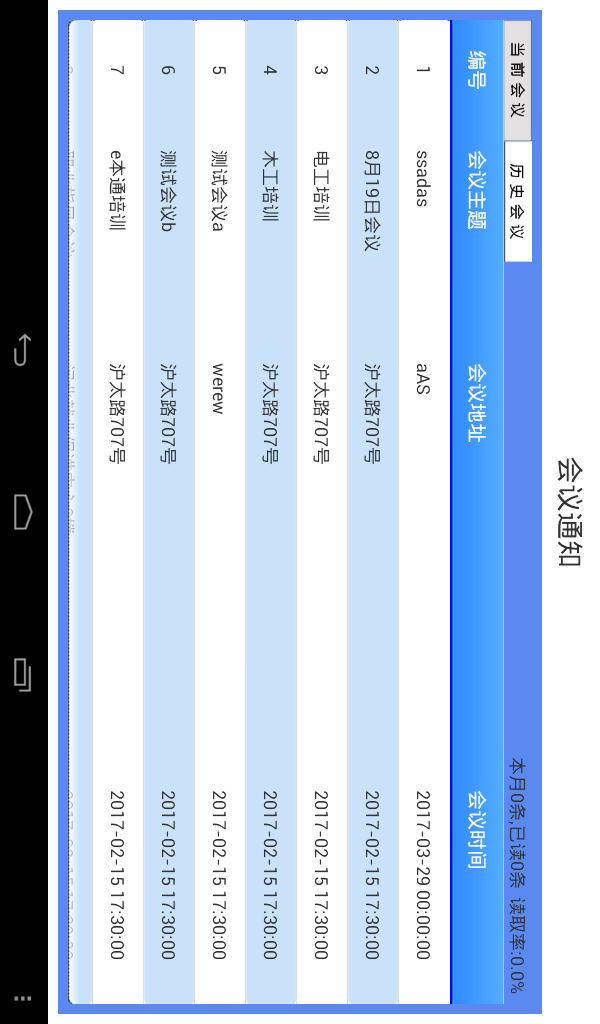 会议通知
当前会议 历史会议 本月0条,已读0条 读取率:0.0%
编号 会议主题 会议地址 会议时间
1 ssadas aAS 2017-03-29 00:00:00
2 8月19日会议 沪太路707号 2017-02-15 17:30:00
3 电工培训 沪太路707号 2017-02-15 17:30:00
4 木工培训 沪太路707号 2017-02-15 17:30:00
5 测试会议a werew 2017-02-15 17:30:00
6 测试会议b 沪太路707号 2017-02-15 17:30:00
7 e本通培训 沪太路707号 2017-02-15 17:30:00